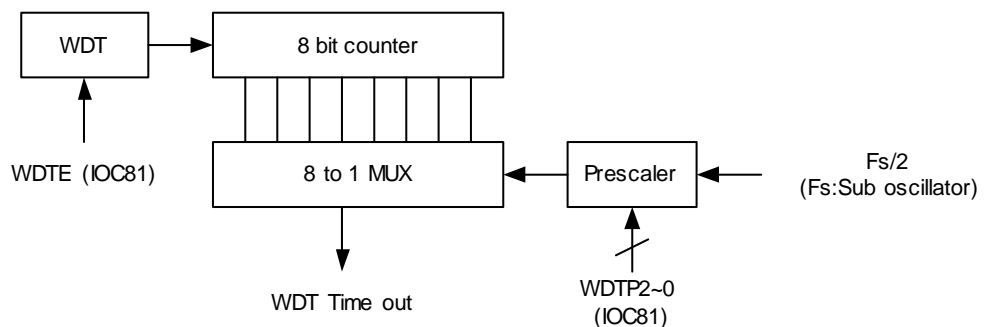 WDT
8 bit counter
WDTE (IOC81)
8 to 1 MUX
Prescaler
Fs/2
(Fs:Sub oscillator)
WDT Time out
WDTP2~0
(IOC81)